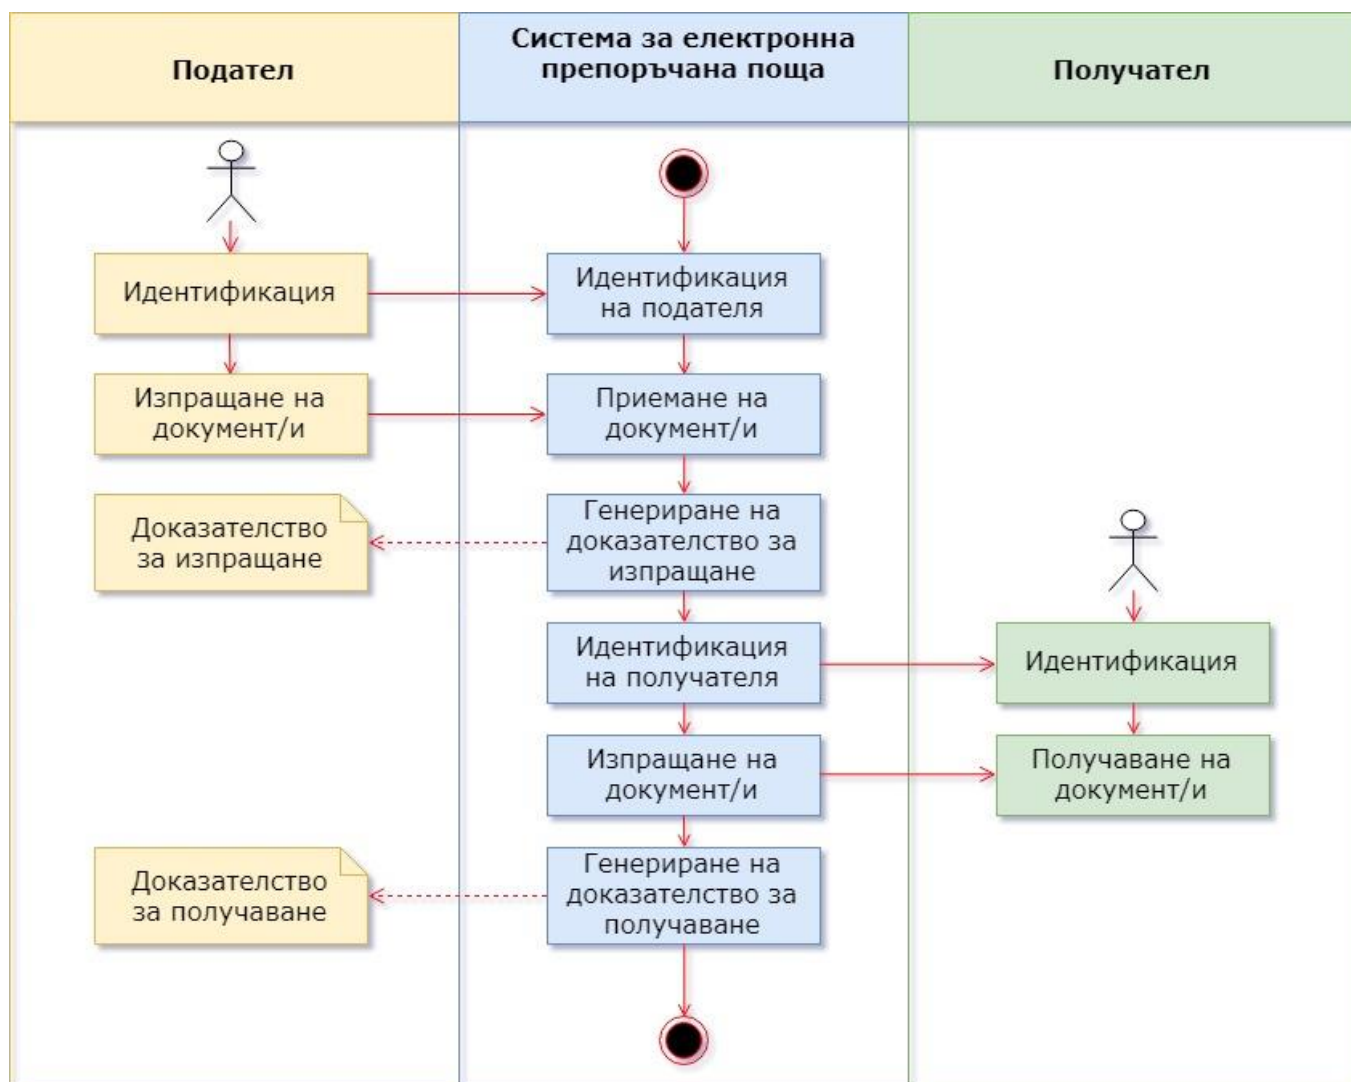 Подател
Система за електронна
препоръчана поща
Получател
Идентификация
Идентификация
на подателя
Изпращане на
документ/и
Приемане на
документ/и
Доказателство
за изпращане
Генериране на
доказателство за
изпращане
Идентификация
на получателя
Идентификация
Изпращане на
документ/и
Получаване на
документ/и
Доказателство
за получаване
Генериране на
доказателство за
получаване